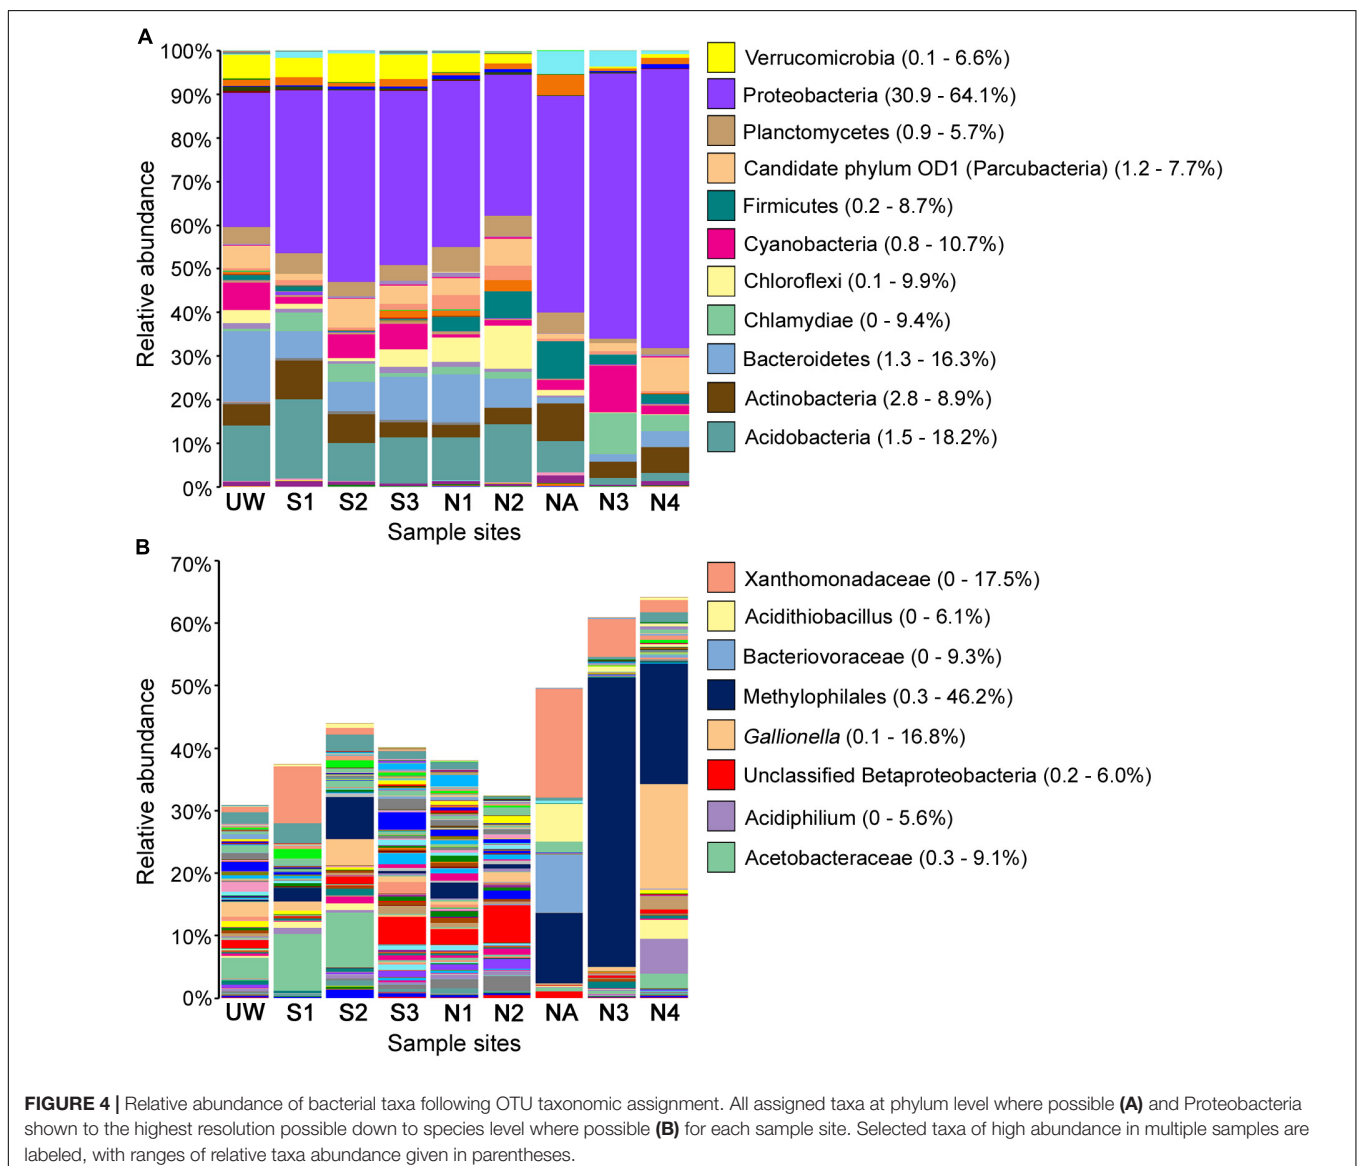 A
100%
90%
80%
70%
60%
50%
40%
30%
20%
10%
0%
Relative abundance
UW S1 S2 S3 N1 N2 NA N3 N4
Sample sites
Verrucomicrobia (0.1 - 6.6%)
Proteobacteria (30.9 - 64.1%)
Planctomycetes (0.9 - 5.7%)
Candidate phylum OD1 (Parcubacteria) (1.2 - 7.7%)
Firmicutes (0.2 - 8.7%)
Cyanobacteria (0.8 - 10.7%)
Chloroflexi (0.1 - 9.9%)
Chlamydiae (0 - 9.4%)
Bacteroidetes (1.3 - 16.3%)
Actinobacteria (2.8 - 8.9%)
Acidobacteria (1.5 - 18.2%)
B
70%
60%
50%
40%
30%
20%
10%
0%
Relative abundance
UW S1 S2 S3 N1 N2 NA N3 N4
Sample sites
Xanthomonadaceae (0 - 17.5%)
Acidithiobacillus (0 - 6.1%)
Bacteriovoraceae (0 - 9.3%)
Methylophilales (0.3 - 46.2%)
Gallionella (0.1 - 16.8%)
Unclassified Betaproteobacteria (0.2 - 6.0%)
Acidiphilium (0 - 5.6%)
Acetobacteraceae (0.3 - 9.1%)
FIGURE 4 | Relative abundance of bacterial taxa following OTU taxonomic assignment. All assigned taxa at phylum level where possible (A) and Proteobacteria
shown to the highest resolution possible down to species level where possible (B) for each sample site. Selected taxa of high abundance in multiple samples are
labeled, with ranges of relative taxa abundance given in parentheses.